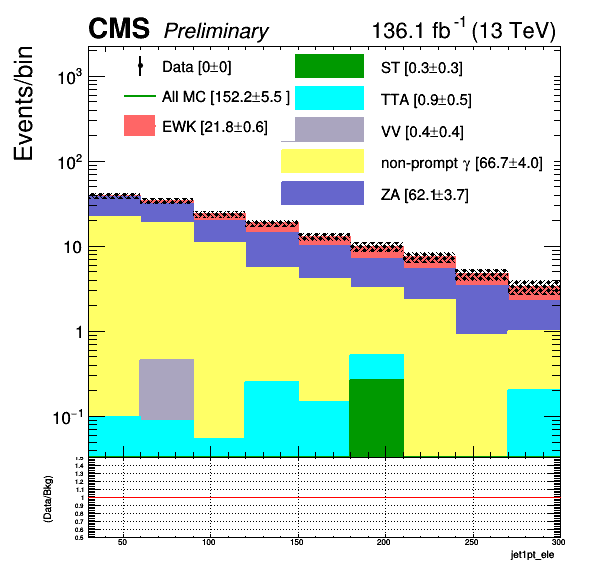 CMS Preliminary 136.1 fb⁻¹ (13 TeV)
Events/bin
Data [0±0]
All MC [152.2±5.5 ]
EWK [21.8±0.6]
ST [0.3±0.3]
TTA [0.9±0.5]
VV [0.4±0.4]
non-prompt γ [66.7±4.0]
ZA [62.1±3.7]
10³
10²
10
1
10⁻¹
(Data/Bkg)
1.5
1.4
1.3
1.2
1.1
1
0.9
0.8
0.7
0.6
0.5
50 100 150 200 250 300
jet1pt_ele